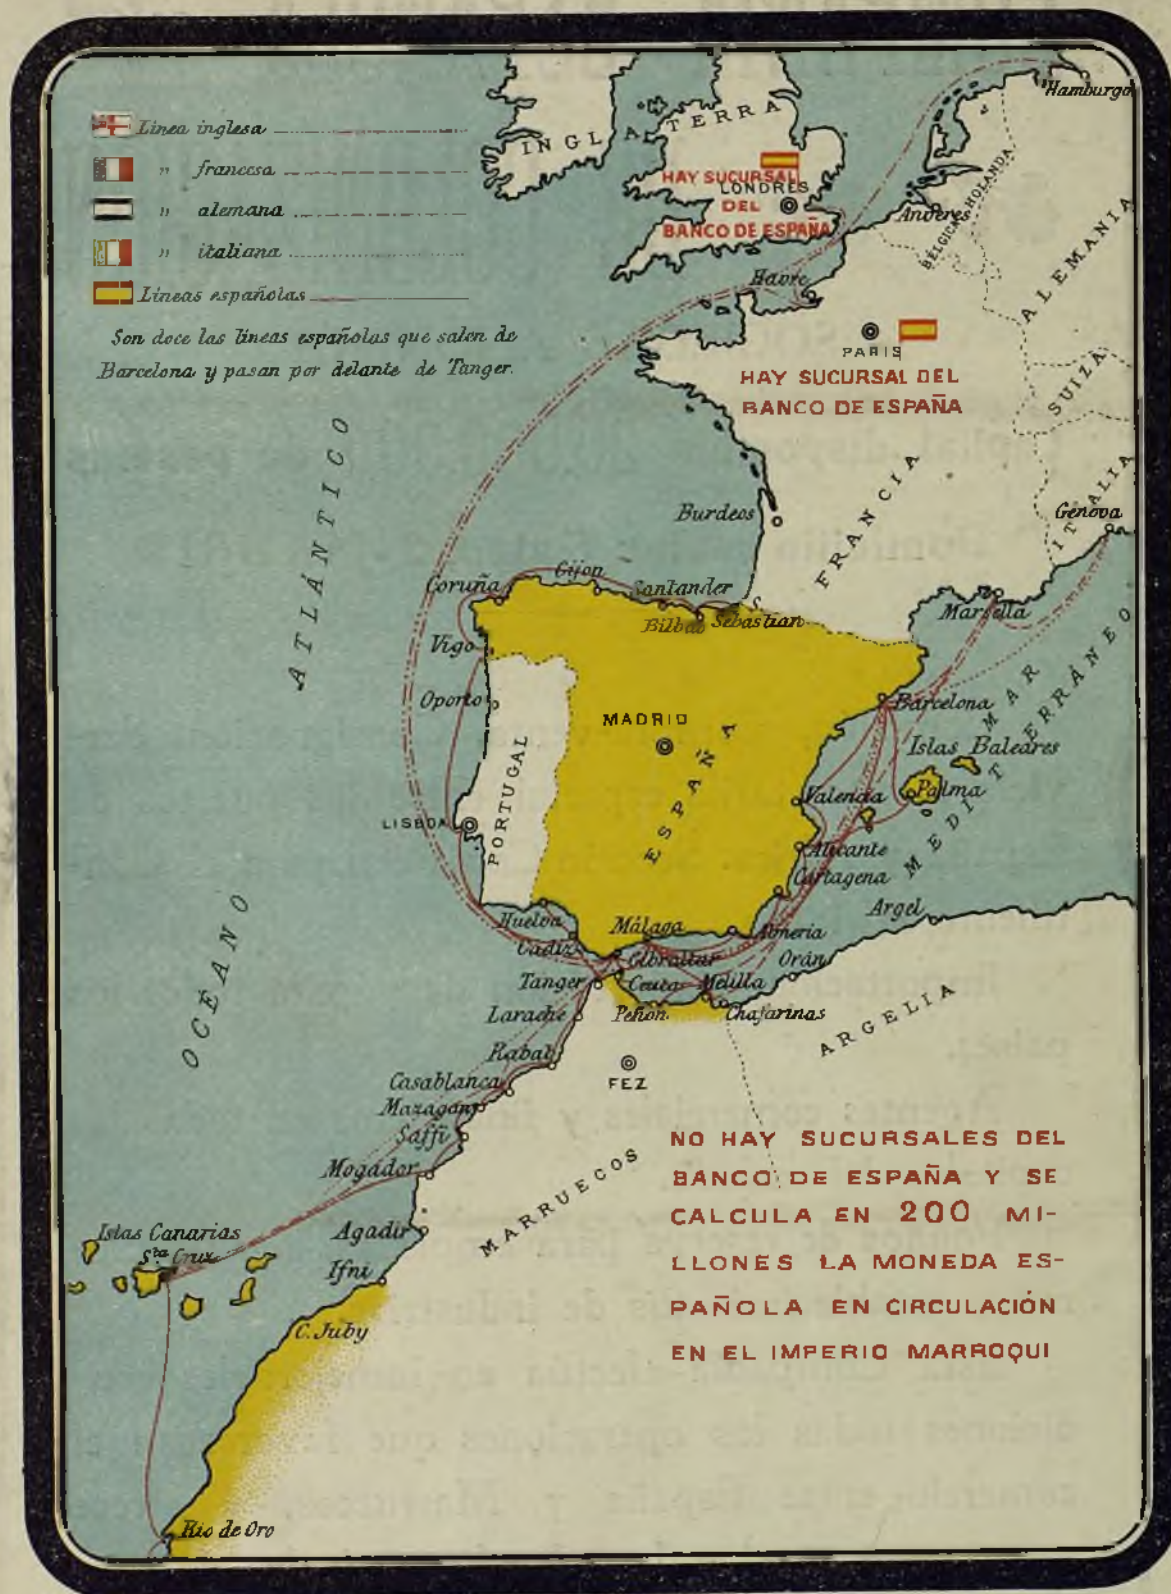 Línea inglesa
" francesa
" alemana
" italiana
Líneas españolas
Son doce las líneas españolas que salen de
Barcelona y pasan por delante de Tanger.
Hamburgo
INGLATERRA
HAY SUCURSAL
LONDRES
DEL
BANCO DE ESPAÑA
Amveres
BÉLGICA
HOLANDA
ALEMANIA
Havre
PARIS
HAY SUCURSAL DEL
BANCO DE ESPAÑA
SUIZA
ITALIA
Genova
FRANCIA
Burdeos
Marsella
OCÉANO ATLÁNTICO
Coruña
Gijon
Santander
Bilbao
S. Sebastian
Vigo
Oporto
PORTUGAL
LISBOA
MADRID
ESPAÑA
Barcelona
MAR MEDITERRÁNEO
Islas Baleares
Palma
Valencia
Alicante
Cartagena
Argel
Huelva
Málaga
Almeria
Cadiz
Gibraltar
Orán
Tanger
Ceuta
Melilla
Larache
Peñon
Chafarinas
ARGELIA
Rabat
FEZ
Casablanca
Mazagan
Saffi
Mogador
MARRUECOS
NO HAY SUCURSALES DEL
BANCO DE ESPAÑA Y SE
CALCULA EN 200 MI-
LLONES LA MONEDA ES-
PAÑOLA EN CIRCULACIÓN
EN EL IMPERIO MARROQUI
Islas Canarias
Sta Cruz
Agadir
Ifni
C. Juby
Rio de Oro